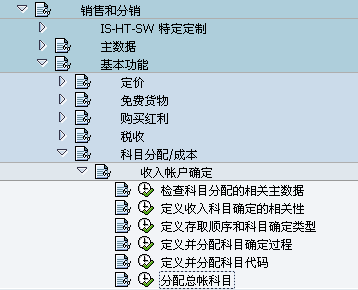 销售和分销
IS-HT-SW 特定定制
主数据
基本功能
定价
免费货物
购买红利
税收
科目分配/成本
收入帐户确定
检查科目分配的相关主数据
定义收入科目确定的相关性
定义存取顺序和科目确定类型
定义并分配科目确定过程
定义并分配科目代码
分配总帐科目